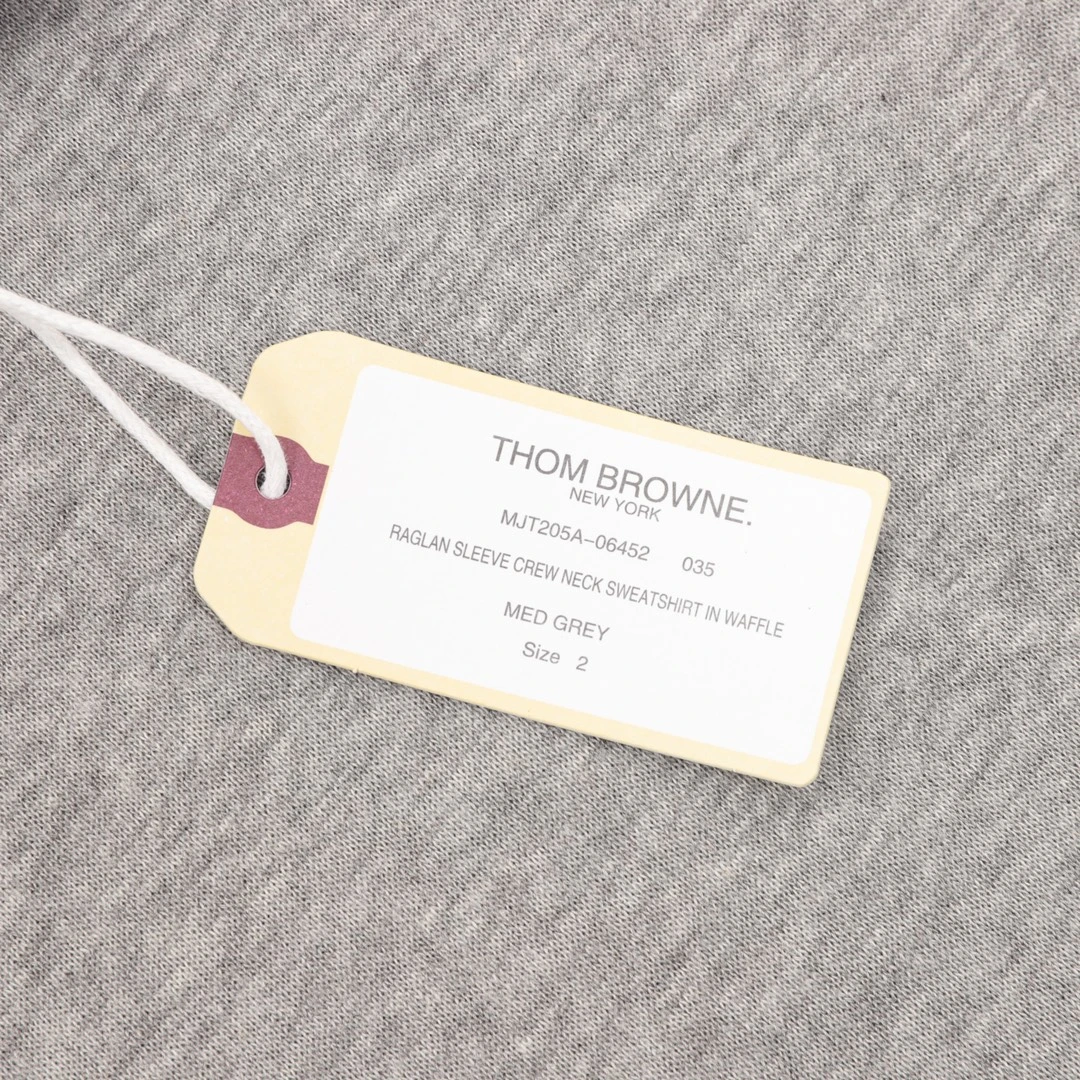 THOM BROWNE.
NEW YORK
MJT205A-06452 035
RAGLAN SLEEVE CREW NECK SWEATSHIRT IN WAFFLE
MED GREY
Size 2